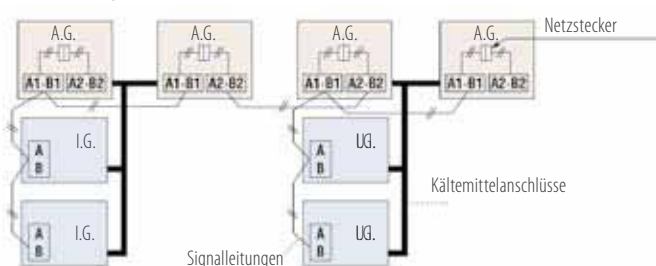 Netzstecker
A.G. A.G. A.G. A.G.
A1-B1 A2-B2 A1-B1 A2-B2 A1-B1 A2-B2 A1-B1 A2-B2
I.G. UG.
A A
B B
Kältemittelanschlüsse
I.G. UG.
A A
B B
Signalleitungen